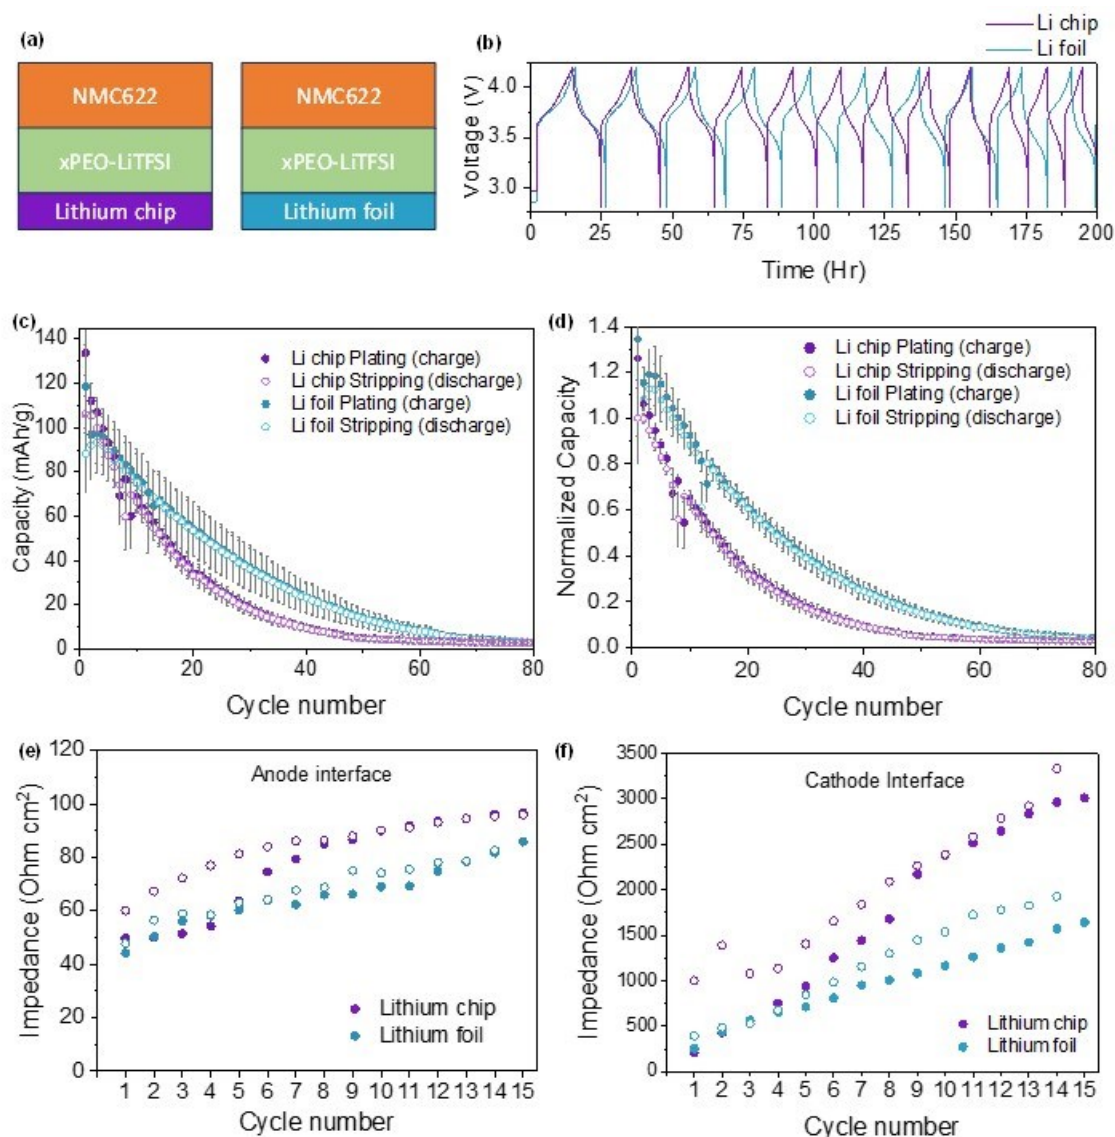 (a)
NMC622
xPEO-LiTFSI
Lithium chip
NMC622
xPEO-LiTFSI
Lithium foil
(b)
Li chip
Li foil
Voltage (V)
4.0
3.5
3.0
0 25 50 75 100 125 150 175 200
Time (Hr)
(c)
Capacity (mAh/g)
140
120
100
80
60
40
20
0
Li chip Plating (charge)
Li chip Stripping (discharge)
Li foil Plating (charge)
Li foil Stripping (discharge)
0 20 40 60 80
Cycle number
(d)
Normalized Capacity
1.4
1.2
1.0
0.8
0.6
0.4
0.2
0.0
Li chip Plating (charge)
Li chip Stripping (discharge)
Li foil Plating (charge)
Li foil Stripping (discharge)
0 20 40 60 80
Cycle number
(e)
Impedance (Ohm cm²)
120
100
80
60
40
20
0
Anode interface
Lithium chip
Lithium foil
1 2 3 4 5 6 7 8 9 10 11 12 13 14 15
Cycle number
(f)
Impedance (Ohm cm²)
3500
3000
2500
2000
1500
1000
500
0
Cathode Interface
Lithium chip
Lithium foil
1 2 3 4 5 6 7 8 9 10 11 12 13 14 15
Cycle number